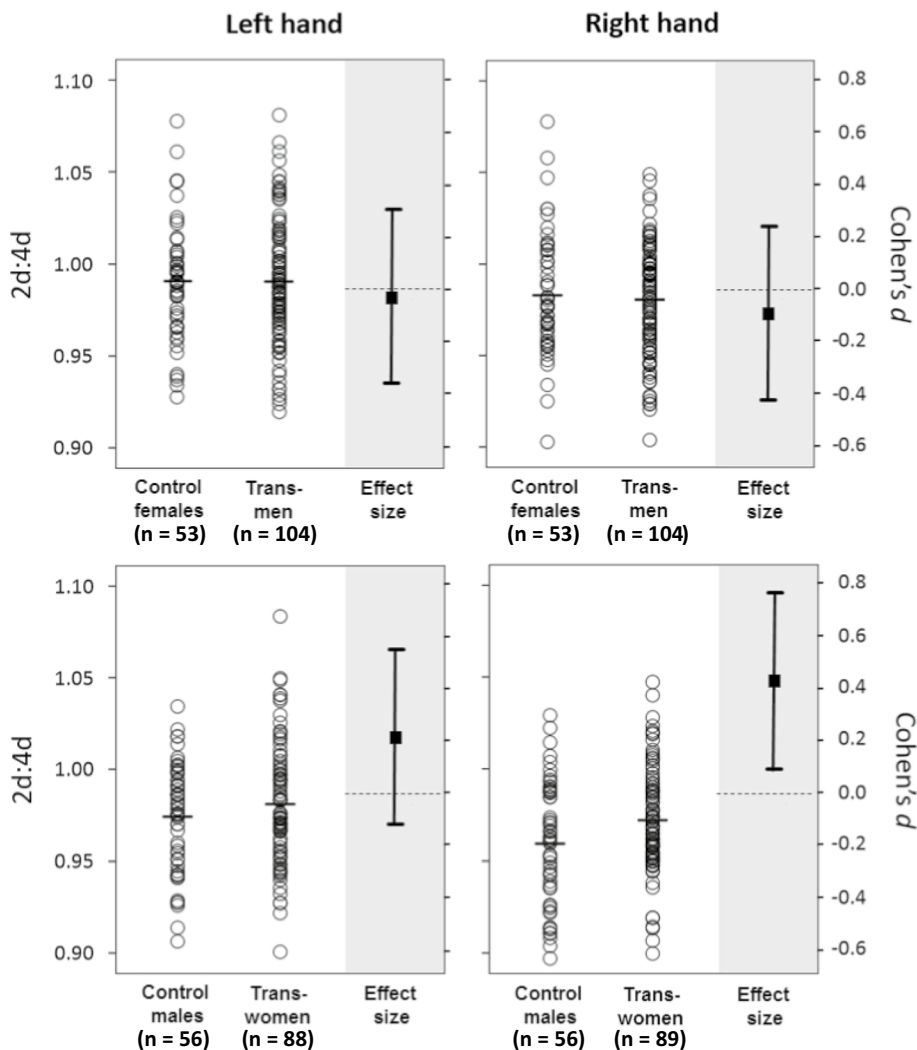 Left hand
Right hand
1.10
1.05
1.00
0.95
0.90
2d:4d
0.8
0.6
0.4
0.2
0.0
-0.2
-0.4
-0.6
Cohen's d
Control
females
(n = 53)
Trans-
men
(n = 104)
Effect
size
Control
females
(n = 53)
Trans-
men
(n = 104)
Effect
size
1.10
1.05
1.00
0.95
0.90
2d:4d
0.8
0.6
0.4
0.2
0.0
-0.2
-0.4
-0.6
Cohen's d
Control
males
(n = 56)
Trans-
women
(n = 88)
Effect
size
Control
males
(n = 56)
Trans-
women
(n = 89)
Effect
size